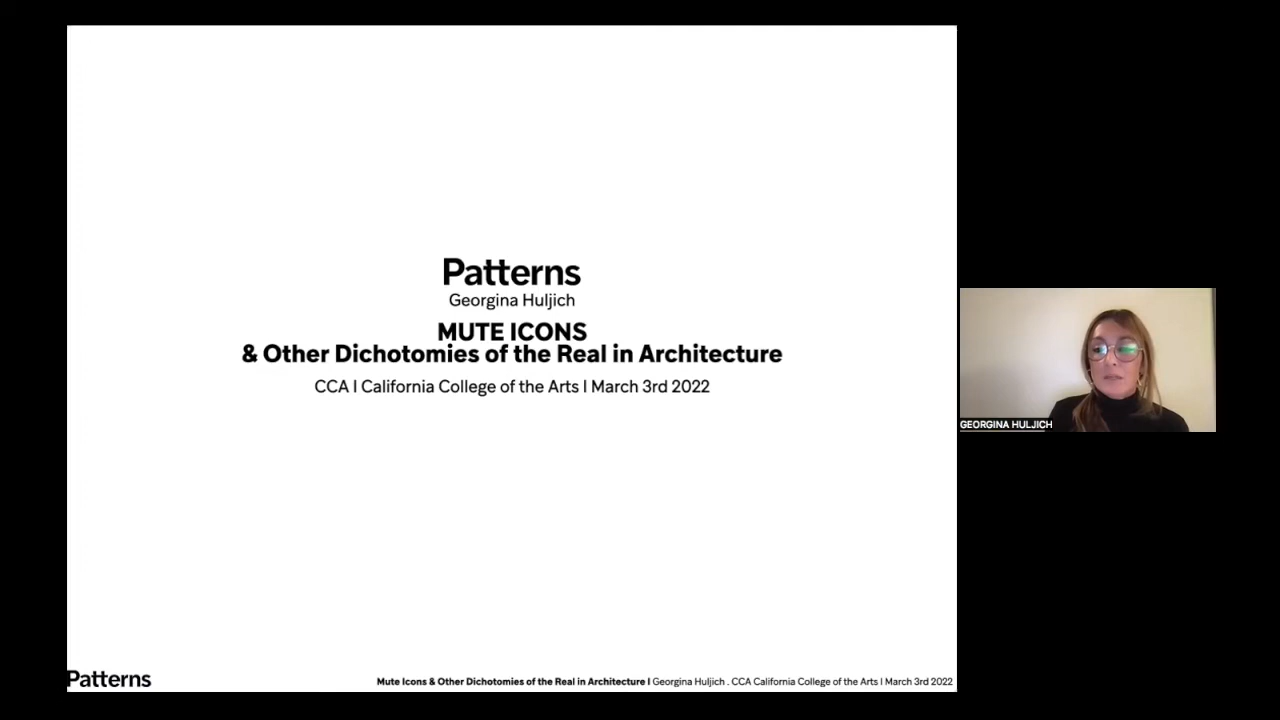 Patterns
Georgina Huljich
MUTE ICONS
& Other Dichotomies of the Real in Architecture
CCA I California College of the Arts I March 3rd 2022
GEORGINA HULJICH
Patterns
Mute Icons & Other Dichotomies of the Real in Architecture I Georgina Huljich . CCA California College of the Arts I March 3rd 2022